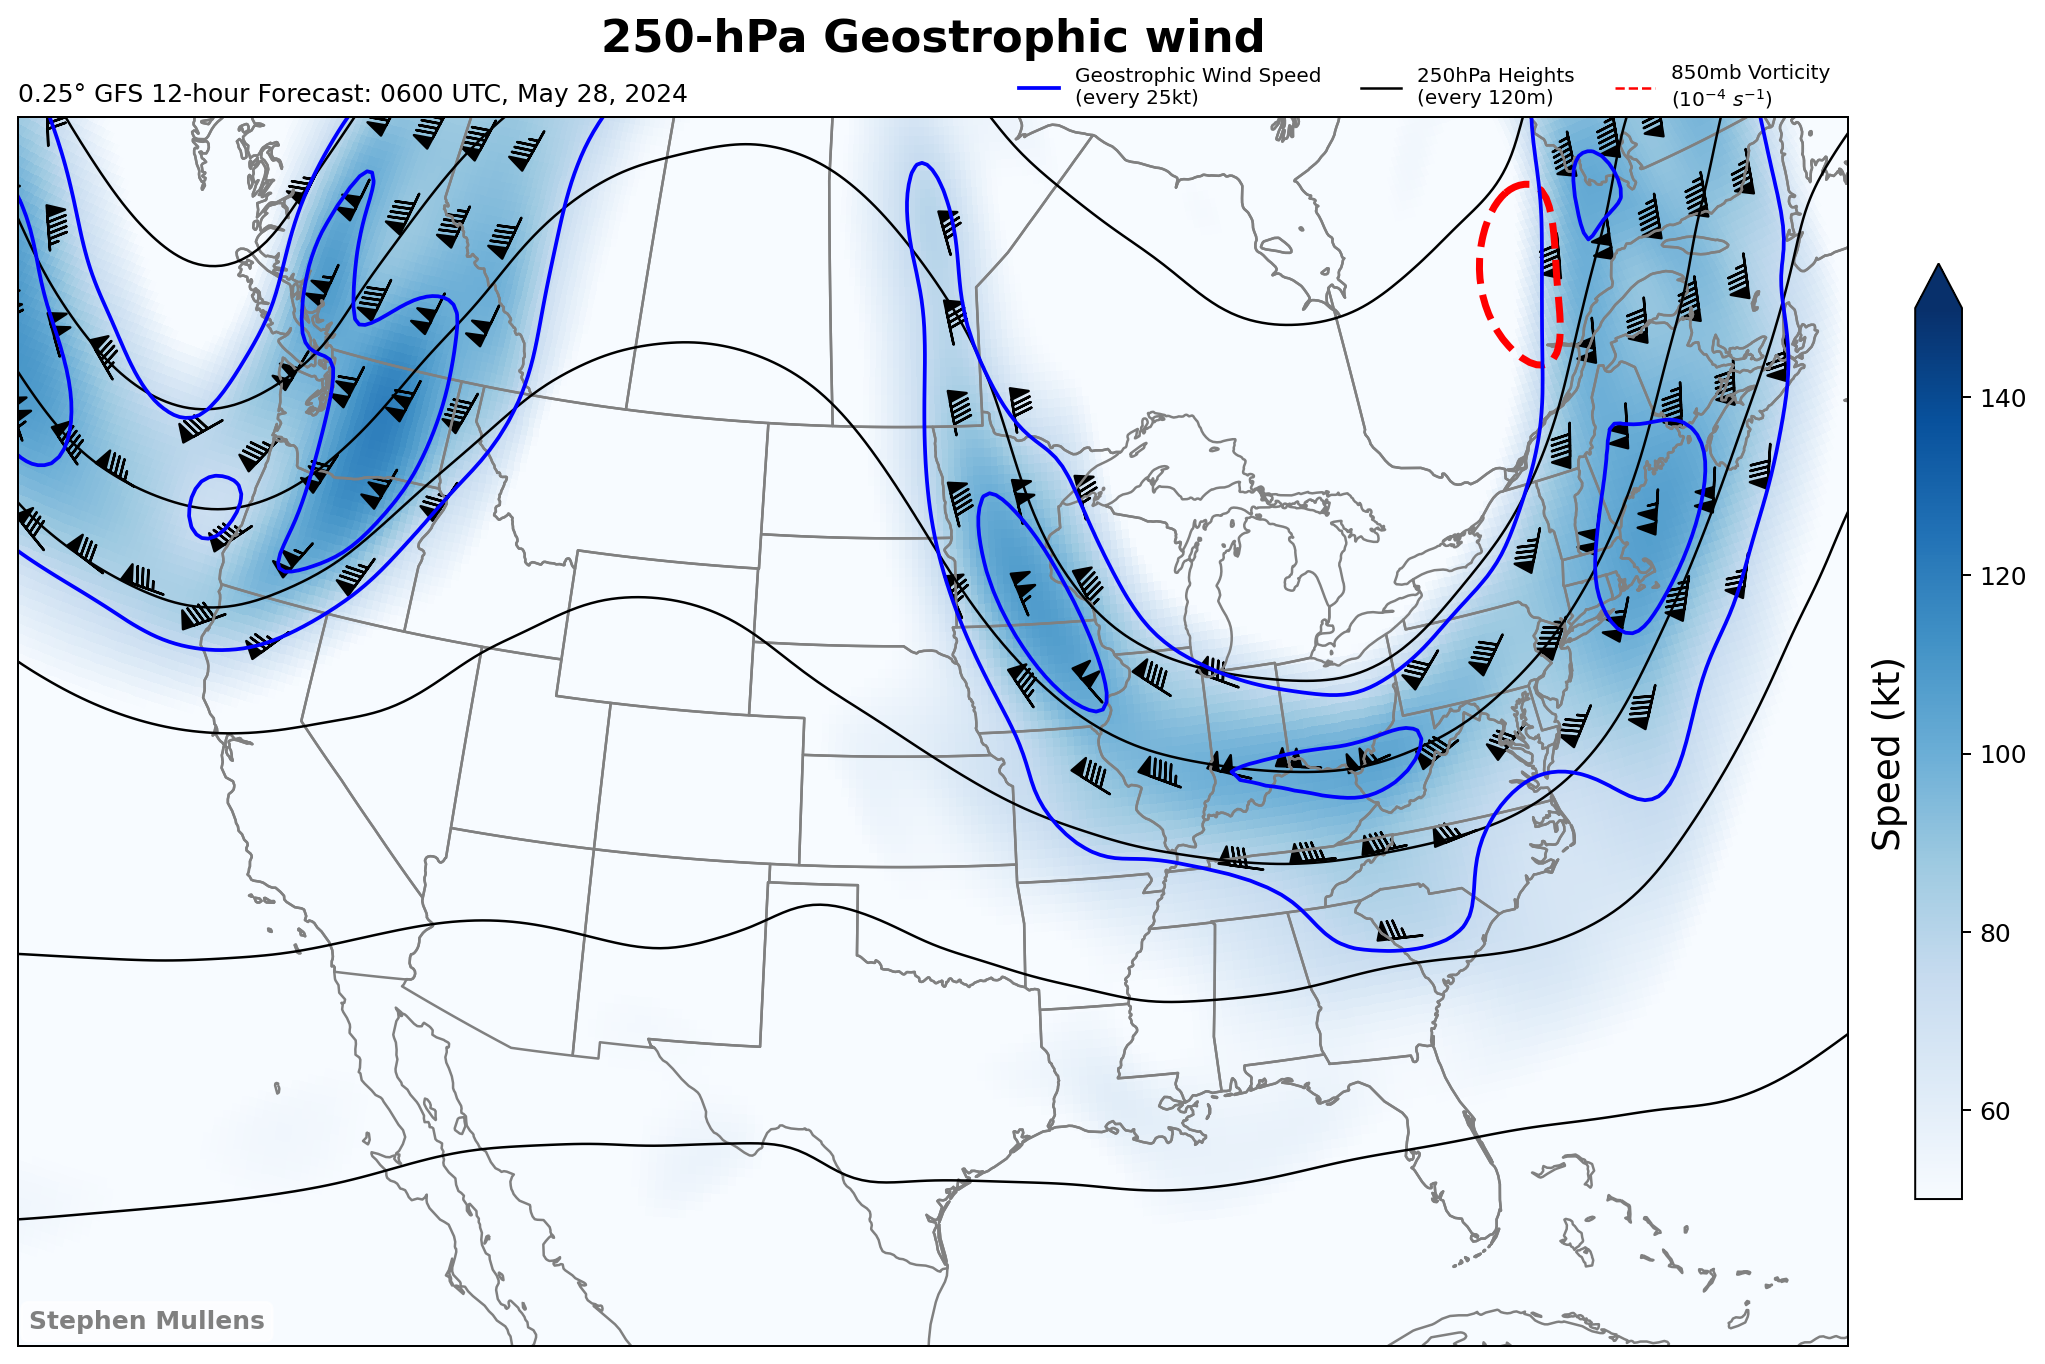 250-hPa Geostrophic wind
0.25° GFS 12-hour Forecast: 0600 UTC, May 28, 2024
Geostrophic Wind Speed
(every 25kt)
250hPa Heights
(every 120m)
850mb Vorticity
(10⁻⁴ s⁻¹)
140
120
100
80
60
Speed (kt)
Stephen Mullens